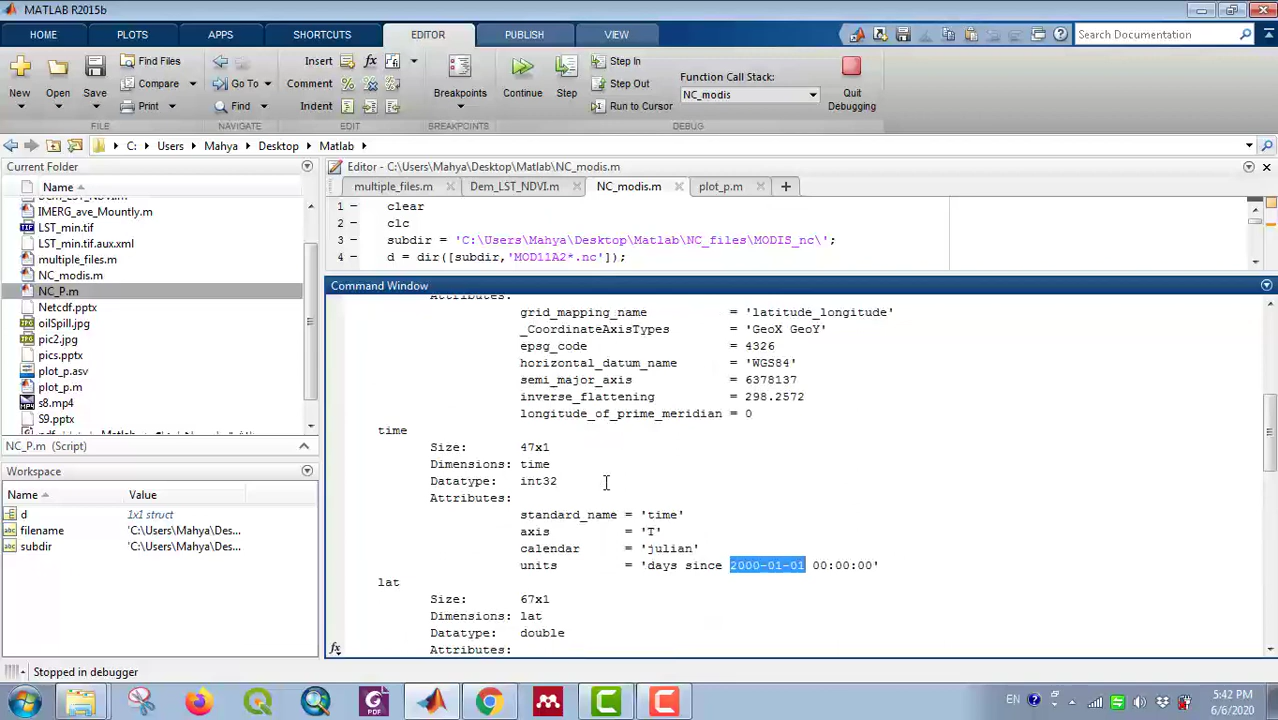 MATLAB R2015b
HOME PLOTS APPS SHORTCUTS EDITOR PUBLISH VIEW Search Documentation
New Open Save Find Files Compare Print
Go To Find
Insert fx Comment Indent
Breakpoints Continue Step Step In Step Out Run to Cursor
Function Call Stack:
NC_modis
Quit Debugging
FILE NAVIGATE EDIT BREAKPOINTS DEBUG
C: Users Mahya Desktop Matlab
Current Folder
Name
Dem_LST_NDVI.m
IMERG_ave_Mountly.m
LST_min.tif
LST_min.tif.aux.xml
multiple_files.m
NC_modis.m
NC_P.m
Netcdf.pptx
oilSpill.jpg
pic2.jpg
pics.pptx
plot_p.asv
plot_p.m
s8.mp4
S9.pptx
NC_P.m (Script)
Workspace
Name Value
d 1x1 struct
filename 'C:\Users\Mahya\Des...
subdir 'C:\Users\Mahya\Des...
Editor - C:\Users\Mahya\Desktop\Matlab\NC_modis.m
multiple_files.m Dem_LST_NDVI.m NC_modis.m plot_p.m
1 clear
2 clc
3 subdir = 'C:\Users\Mahya\Desktop\Matlab\NC_files\MODIS_nc\';
4 d = dir([subdir,'MOD11A2*.nc']);
Command Window
Attributes:
grid_mapping_name = 'latitude_longitude'
_CoordinateAxisTypes = 'GeoX GeoY'
epsg_code = 4326
horizontal_datum_name = 'WGS84'
semi_major_axis = 6378137
inverse_flattening = 298.2572
longitude_of_prime_meridian = 0
time
Size: 47x1
Dimensions: time
Datatype: int32
Attributes:
standard_name = 'time'
axis = 'T'
calendar = 'julian'
units = 'days since 2000-01-01 00:00:00'
lat
Size: 67x1
Dimensions: lat
Datatype: double
Attributes:
fx
Stopped in debugger
PDF
EN
5:42 PM
6/6/2020